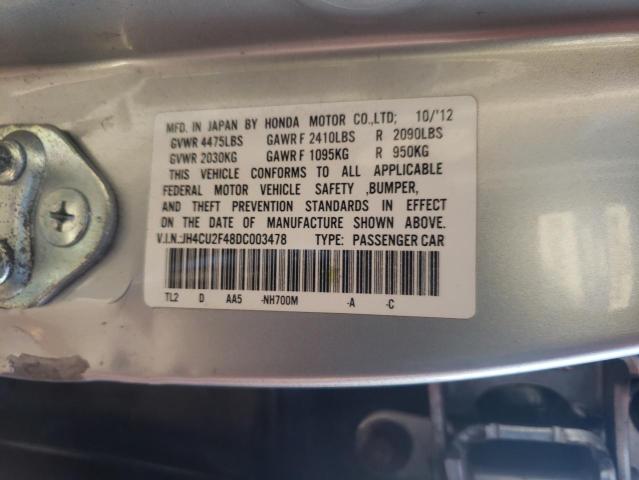 MFD. IN JAPAN BY HONDA MOTOR CO.,LTD; 10/'12
GVWR 4475LBS GAWR F 2410LBS R 2090LBS
GVWR 2030KG GAWR F 1095KG R 950KG
THIS VEHICLE CONFORMS TO ALL APPLICABLE
FEDERAL MOTOR VEHICLE SAFETY ,BUMPER,
AND THEFT PREVENTION STANDARDS IN EFFECT
ON THE DATE OF MANUFACTURE SHOWN ABOVE.
V.I.N.:JH4CU2F48DC003478 TYPE: PASSENGER CAR
TL2 D AA5 -NH700M -A -C